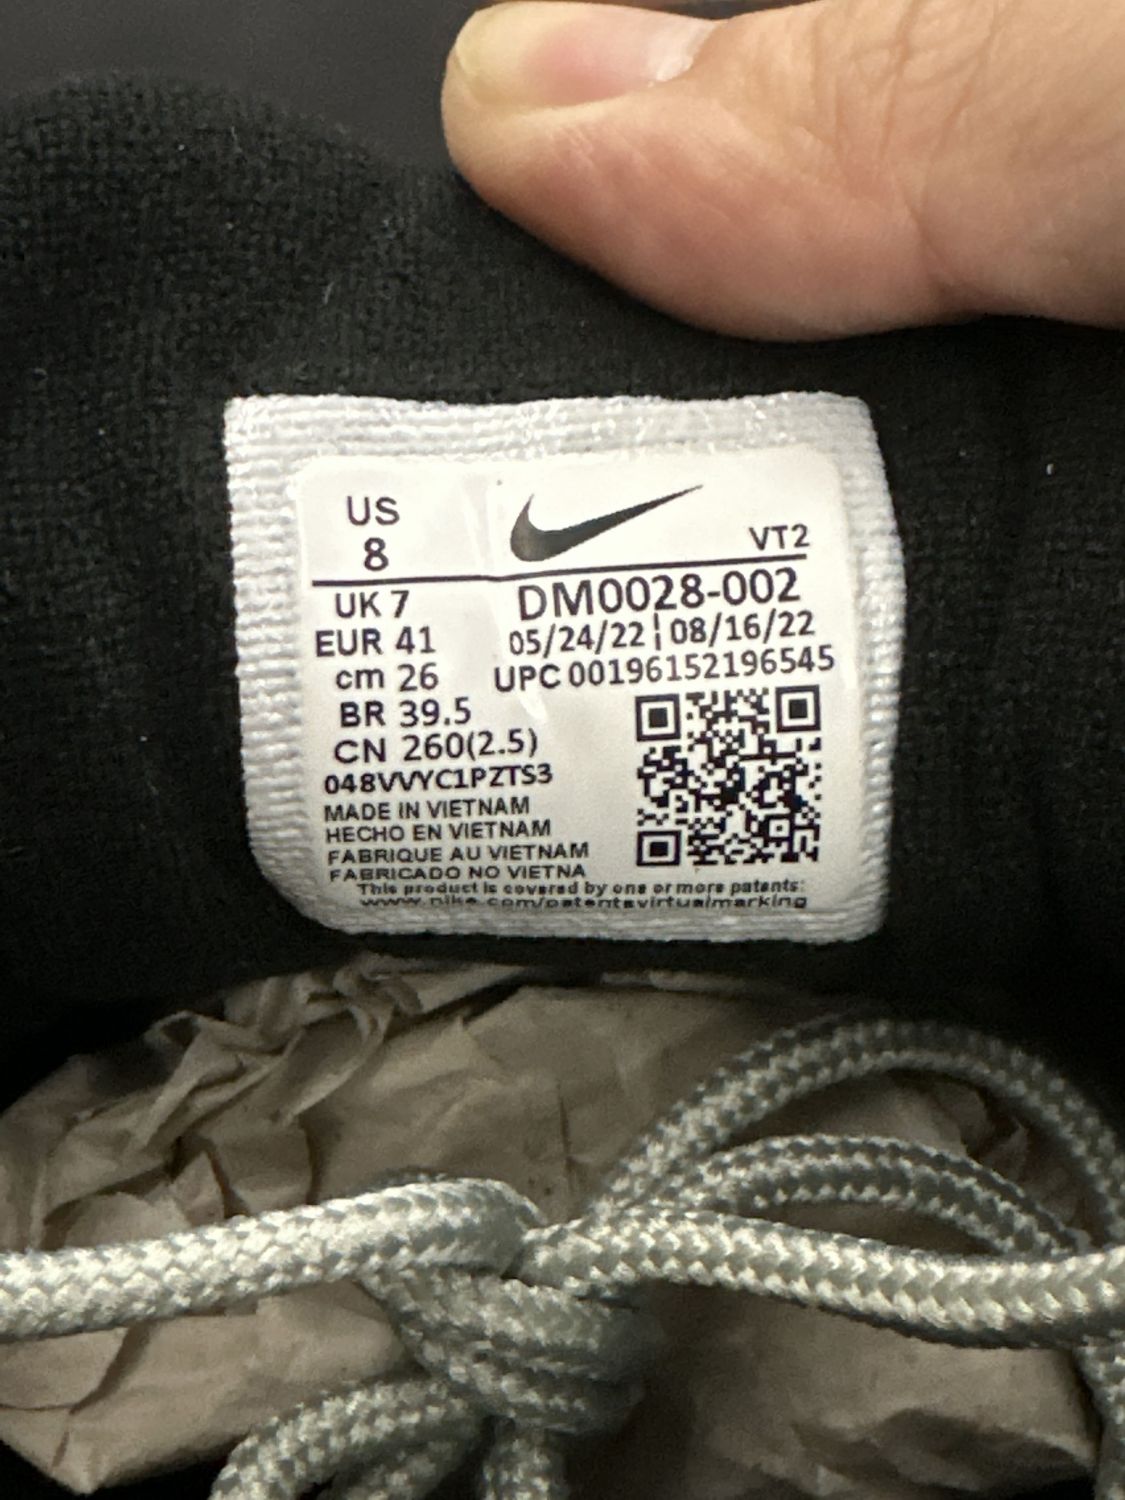 US
8
VT2
UK 7
DM0028-002
EUR 41
05/24/22 ¦ 08/16/22
cm 26
UPC 00196152196545
BR 39.5
CN 260(2.5)
048VVYC1PZTS3
MADE IN VIETNAM
HECHO EN VIETNAM
FABRIQUE AU VIETNAM
FABRICADO NO VIETNA
This product is covered by one or more patents:
www.nike.com/patentsvirtualmarking